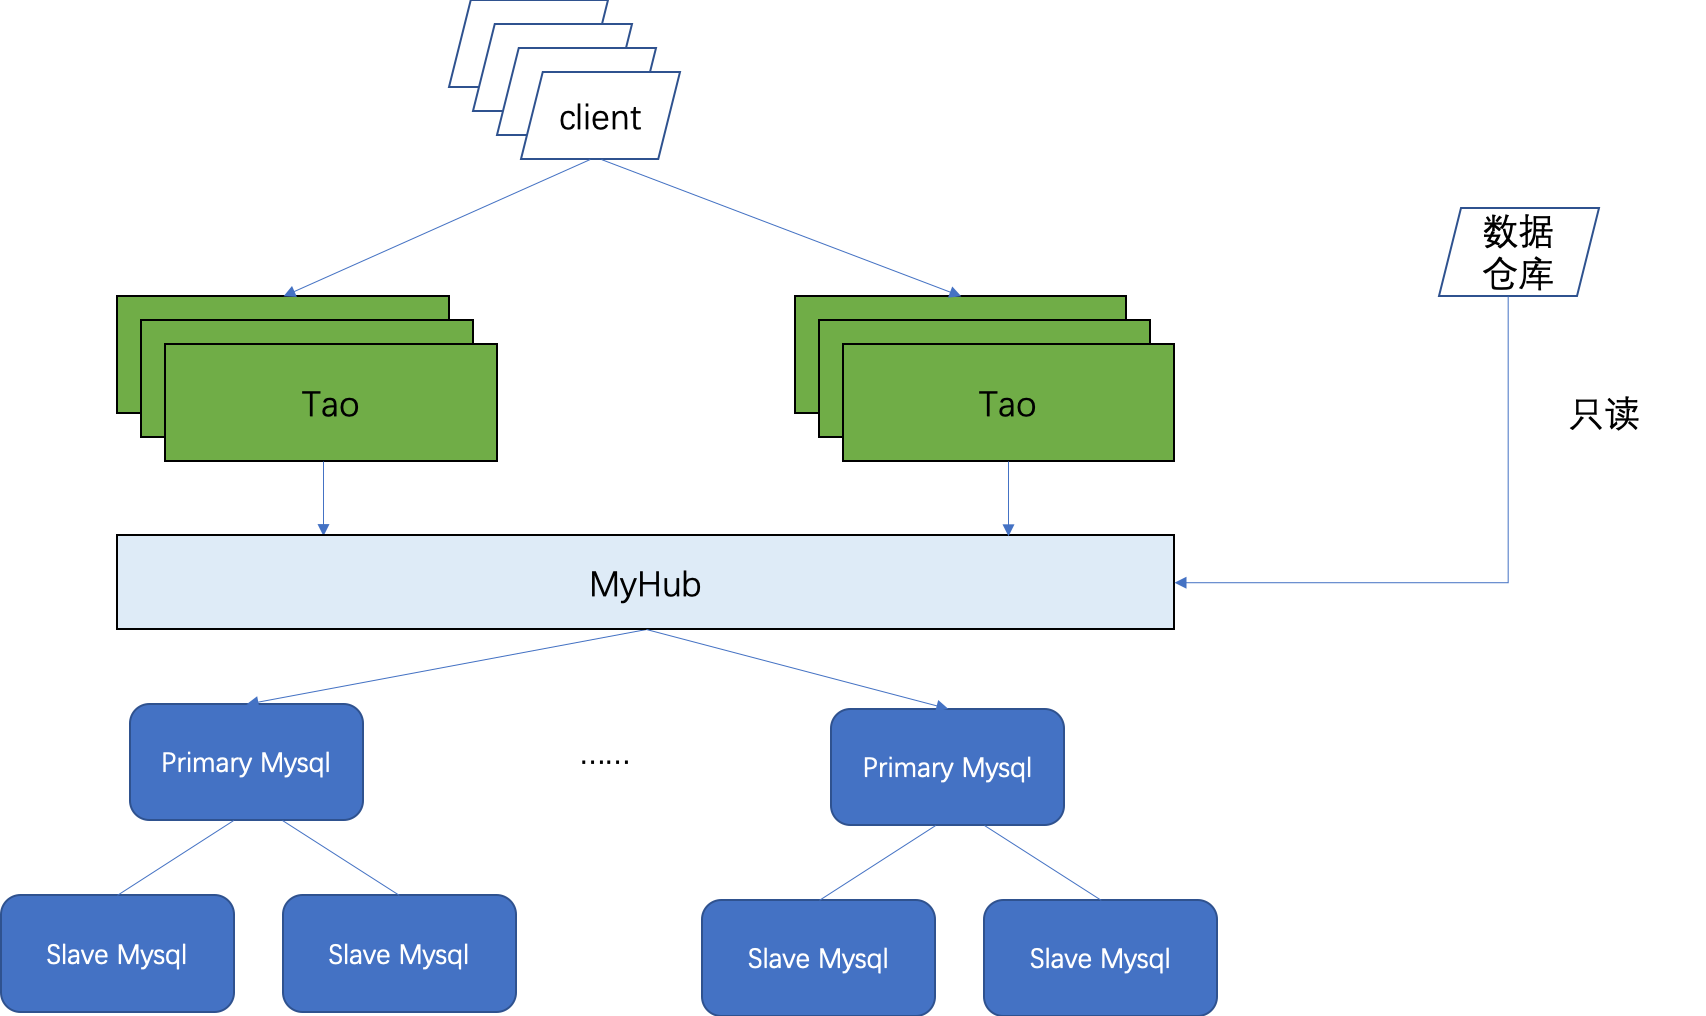 client
数据
仓库
Tao
Tao
只读
MyHub
Primary Mysql
......
Primary Mysql
Slave Mysql
Slave Mysql
Slave Mysql
Slave Mysql